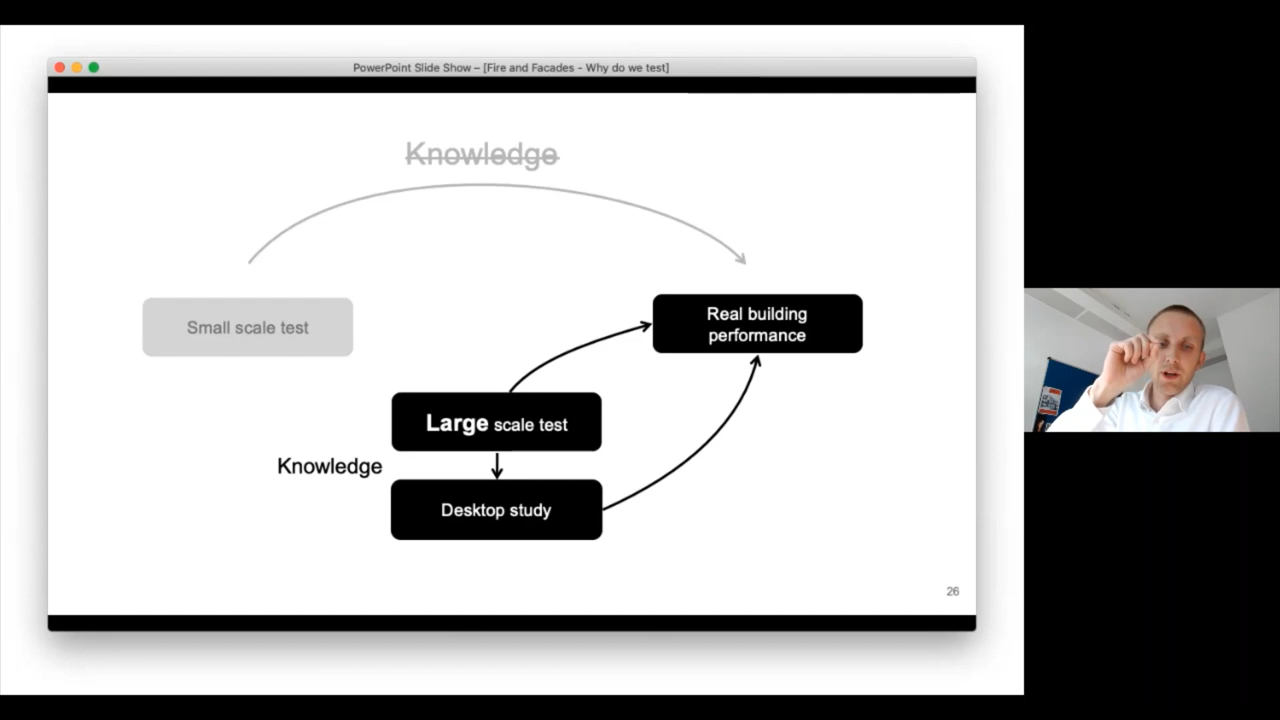 PowerPoint Slide Show – [Fire and Facades - Why do we test]
Knowledge
Small scale test
Real building
performance
Large scale test
Knowledge
Desktop study
26